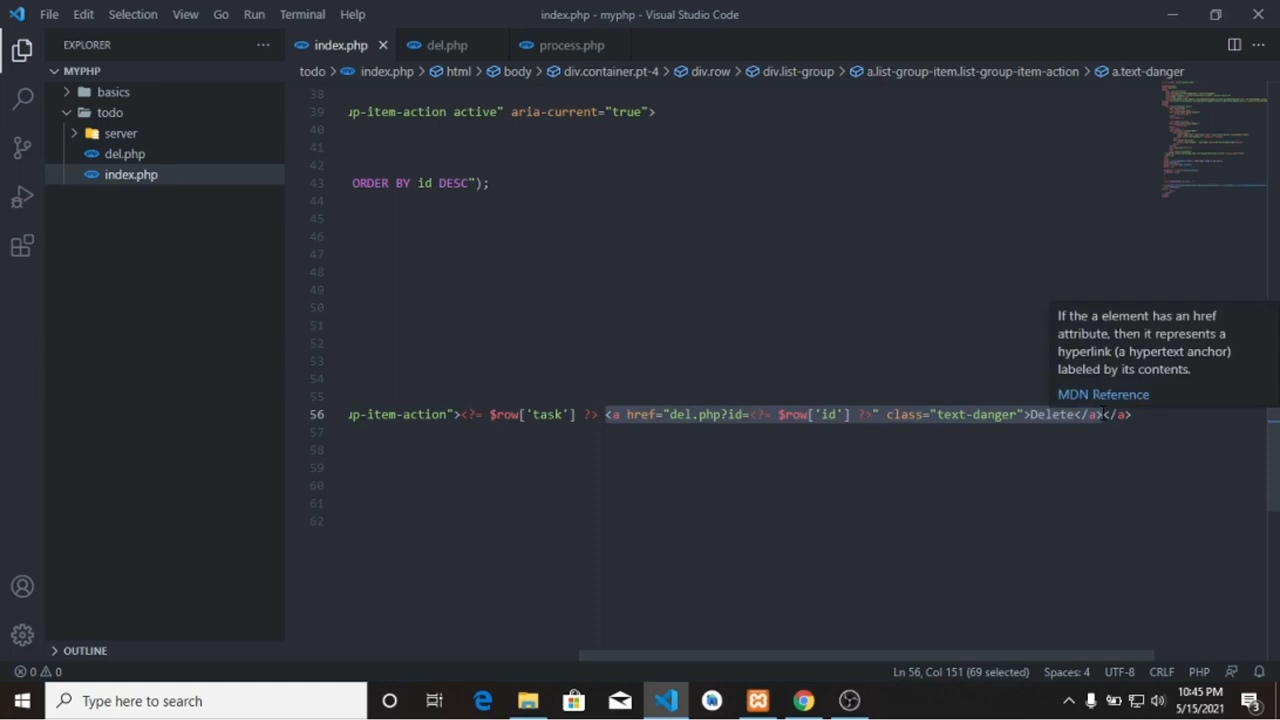 File Edit Selection View Go Run Terminal Help
index.php - myphp - Visual Studio Code
EXPLORER
index.php
del.php
process.php
MYPHP
basics
todo
server
del.php
index.php
OUTLINE
todo index.php html body div.container.pt-4 div.row div.list-group a.list-group-item.list-group-item-action a.text-danger
38
39 up-item-action active" aria-current="true">
40
41
42
43 ORDER BY id DESC");
44
45
46
47
48
49
50
51
52
53
54
55
56 up-item-action"><?= $row['task'] ?> <a href="del.php?id=<?= $row['id'] ?>" class="text-danger">Delete</a></a>
57
58
59
60
61
62
If the a element has an href
attribute, then it represents a
hyperlink (a hypertext anchor)
labeled by its contents.
MDN Reference
0 0
Ln 56, Col 151 (69 selected) Spaces: 4 UTF-8 CRLF PHP
Type here to search
10:45 PM
5/15/2021
3